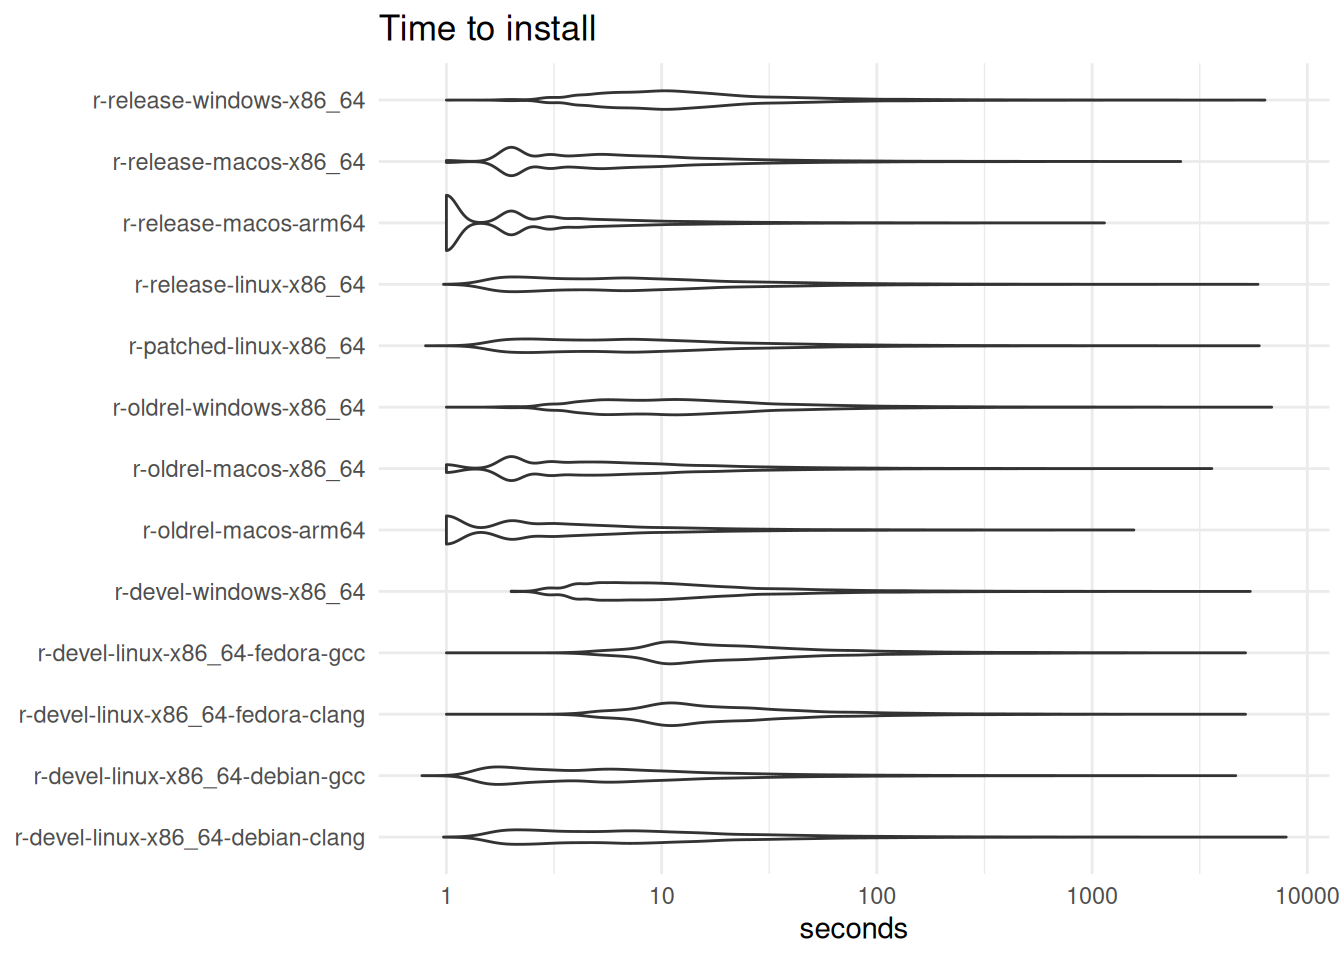 Time to install
r-release-windows-x86_64
r-release-macos-x86_64
r-release-macos-arm64
r-release-linux-x86_64
r-patched-linux-x86_64
r-oldrel-windows-x86_64
r-oldrel-macos-x86_64
r-oldrel-macos-arm64
r-devel-windows-x86_64
r-devel-linux-x86_64-fedora-gcc
r-devel-linux-x86_64-fedora-clang
r-devel-linux-x86_64-debian-gcc
r-devel-linux-x86_64-debian-clang
1 10 100 1000 10000
seconds